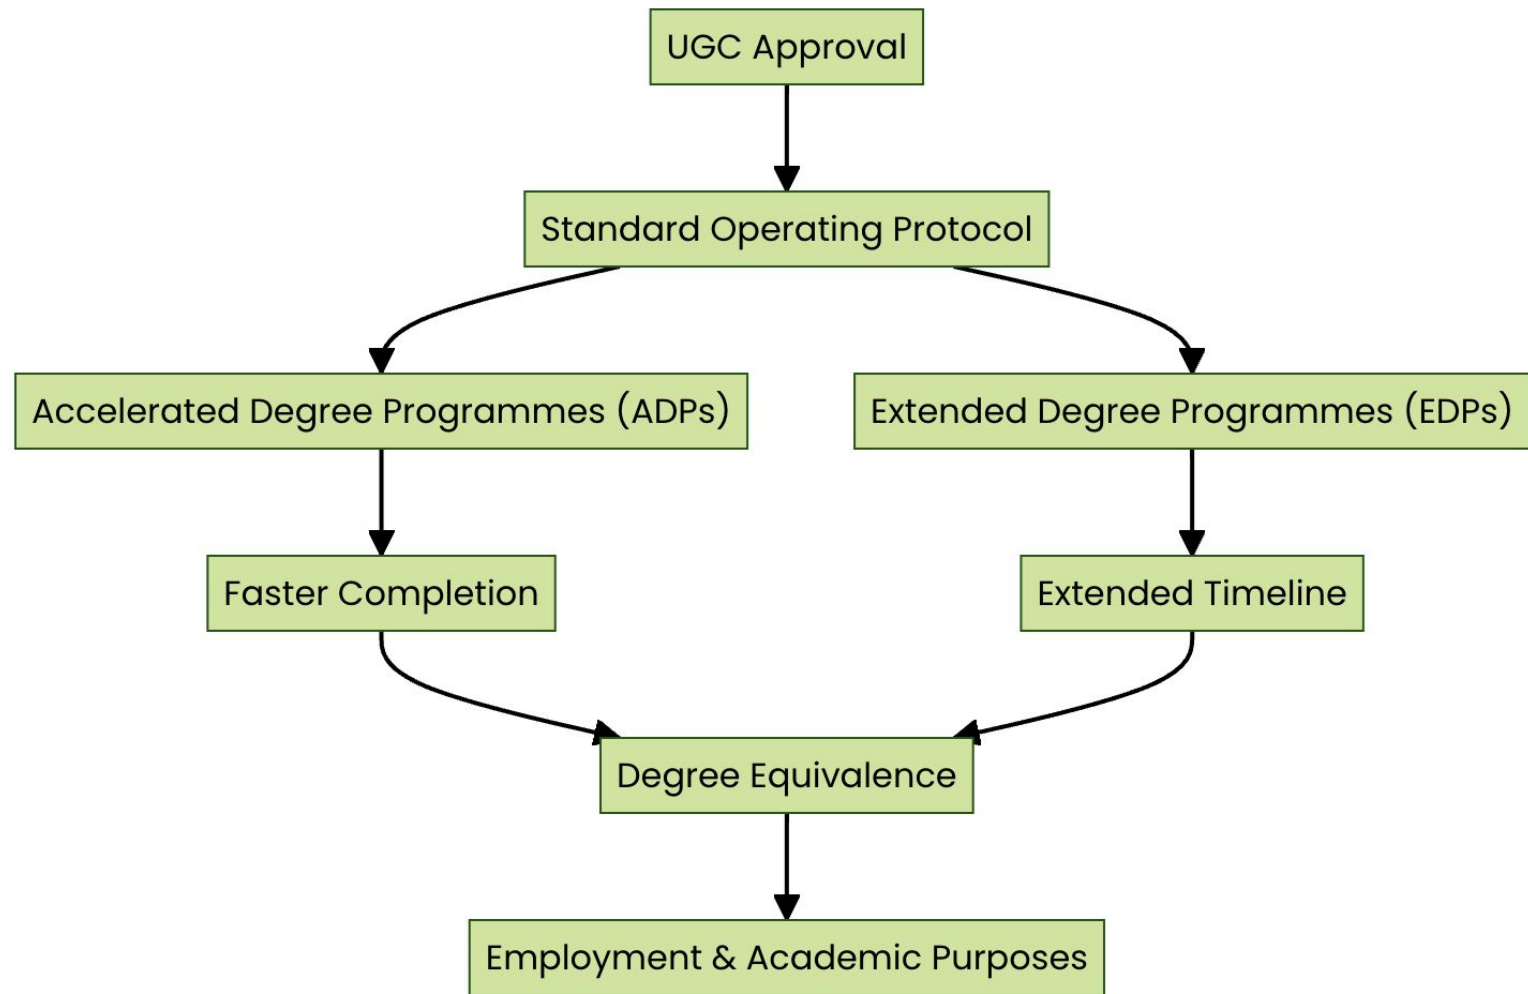 UGC Approval
Standard Operating Protocol
Accelerated Degree Programmes (ADPs)
Extended Degree Programmes (EDPs)
Faster Completion
Extended Timeline
Degree Equivalence
Employment & Academic Purposes